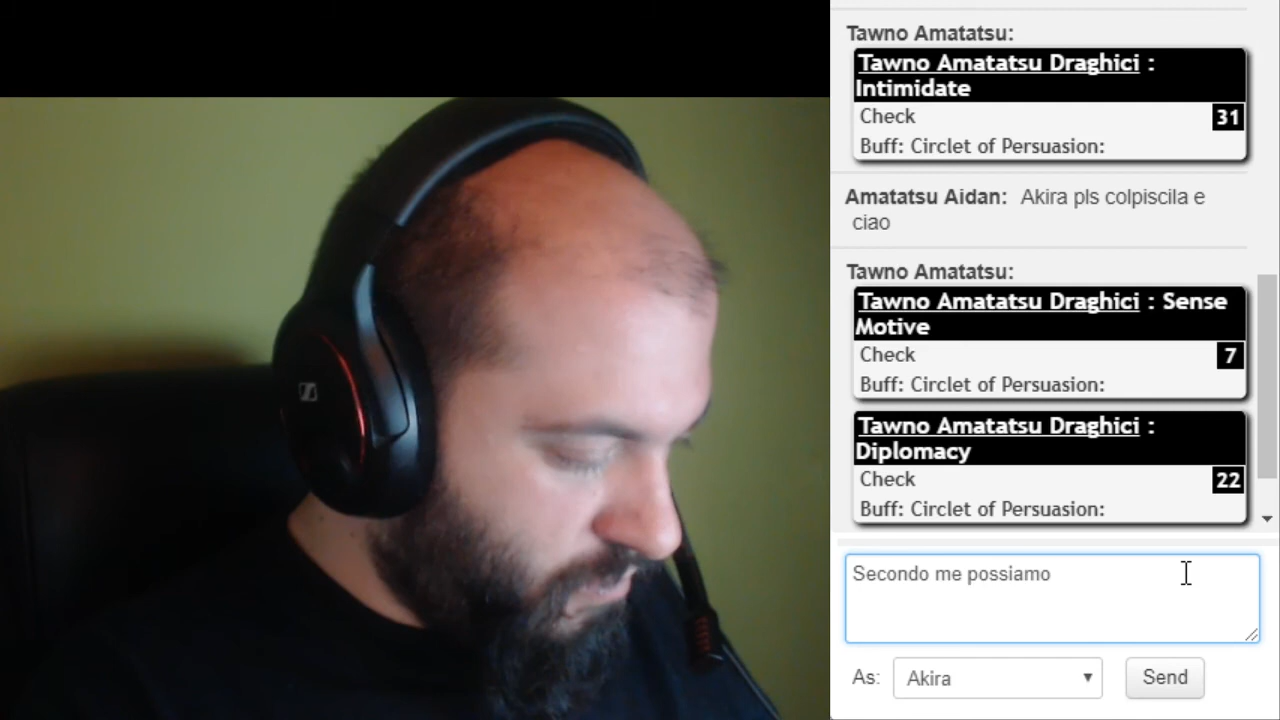 Tawno Amatatsu:
Tawno Amatatsu Draghici :
Intimidate
Check 31
Buff: Circlet of Persuasion:
Amatatsu Aidan: Akira pls colpiscila e
ciao
Tawno Amatatsu:
Tawno Amatatsu Draghici : Sense
Motive
Check 7
Buff: Circlet of Persuasion:
Tawno Amatatsu Draghici :
Diplomacy
Check 22
Buff: Circlet of Persuasion:
Secondo me possiamo
As: Akira Send